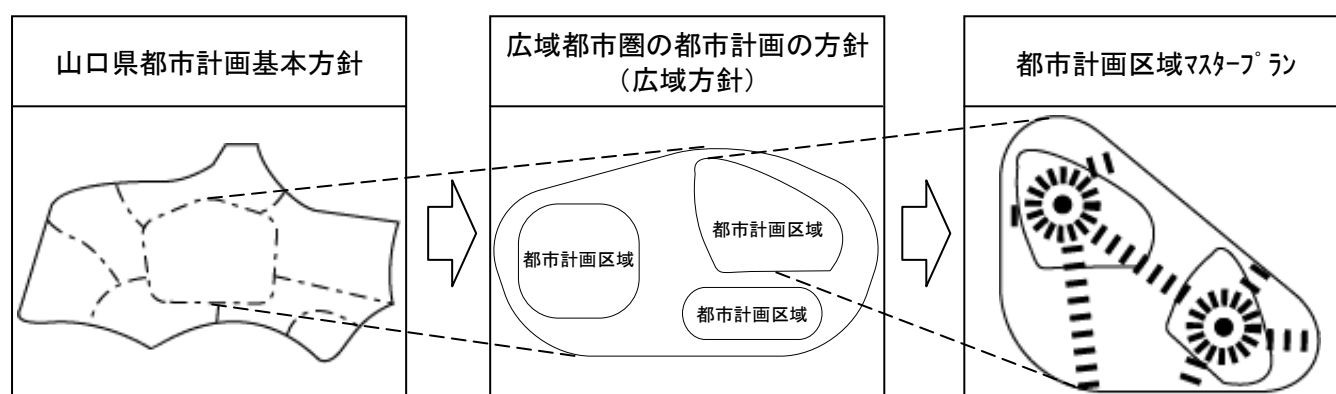 山口県都市計画基本方針
広域都市圏の都市計画の方針
（広域方針）
都市計画区域ﾏｽﾀｰﾌﾟﾗﾝ
都市計画区域
都市計画区域
都市計画区域